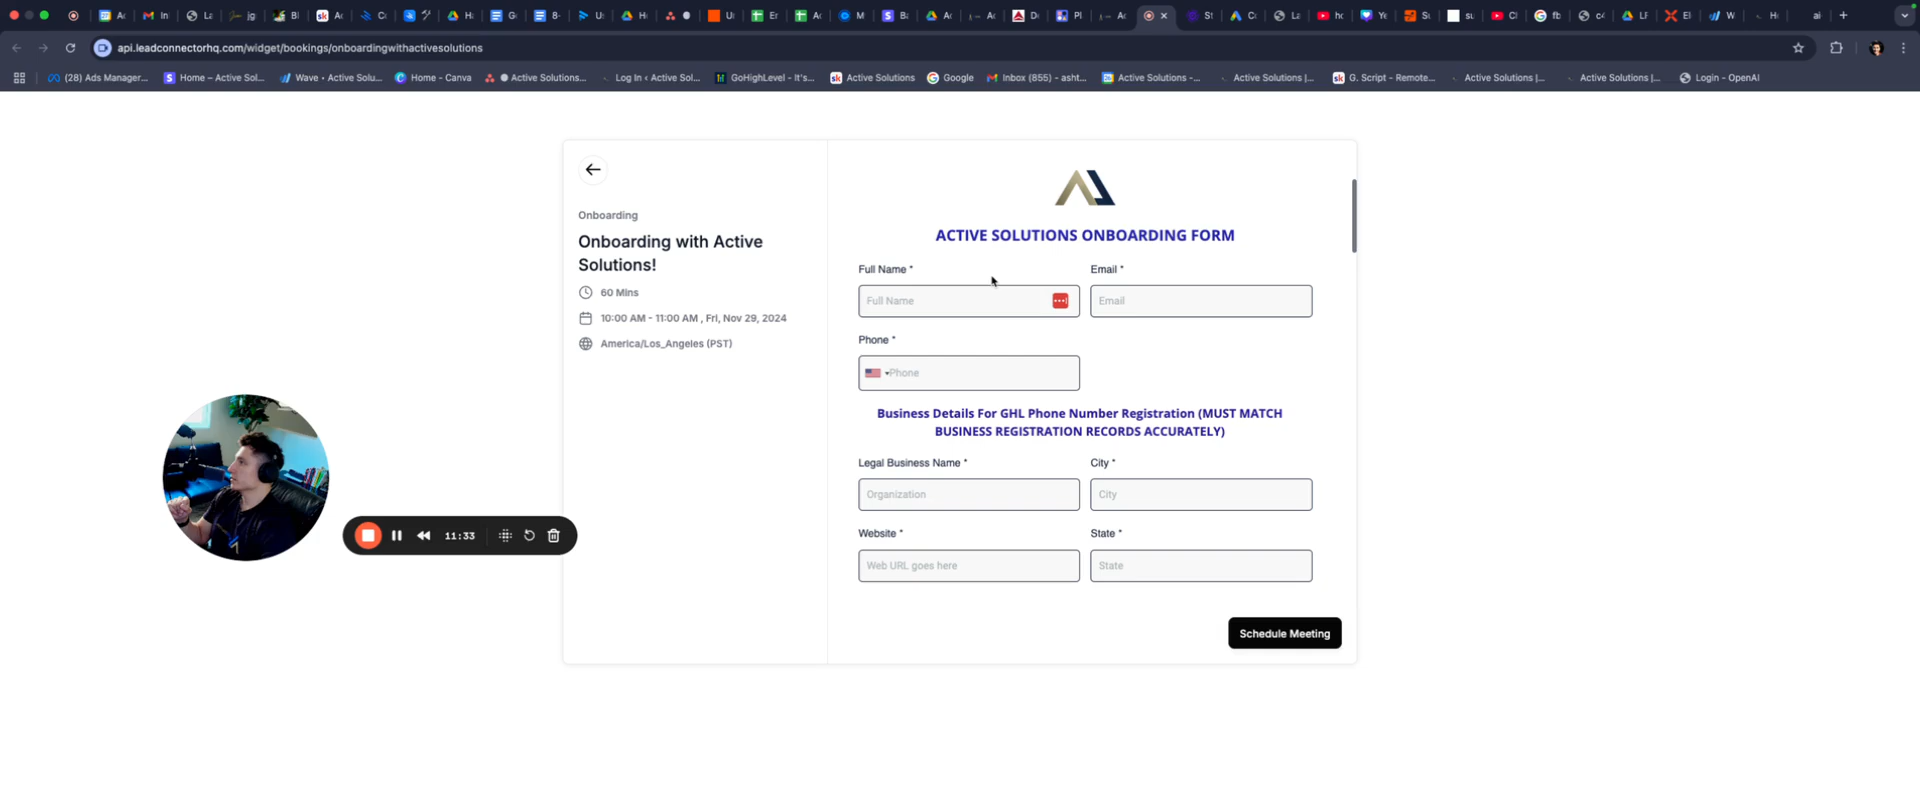 api.leadconnectorhq.com/widget/bookings/onboardingwithactivesolutions
(28) Ads Manager...
Home – Active Sol...
Wave • Active Solu...
Home - Canva
Active Solutions...
Log In ‹ Active Sol...
GoHighLevel - It's...
Active Solutions
Google
Inbox (855) - asht...
Active Solutions -...
Active Solutions |...
G. Script - Remote...
Active Solutions |...
Active Solutions |...
Login - OpenAI
Onboarding
Onboarding with Active
Solutions!
60 Mins
10:00 AM - 11:00 AM , Fri, Nov 29, 2024
America/Los_Angeles (PST)
11:33
ACTIVE SOLUTIONS ONBOARDING FORM
Full Name *
Email *
Full Name
Email
Phone *
Phone
Business Details For GHL Phone Number Registration (MUST MATCH
BUSINESS REGISTRATION RECORDS ACCURATELY)
Legal Business Name *
City *
Organization
City
Website *
State *
Web URL goes here
State
Schedule Meeting